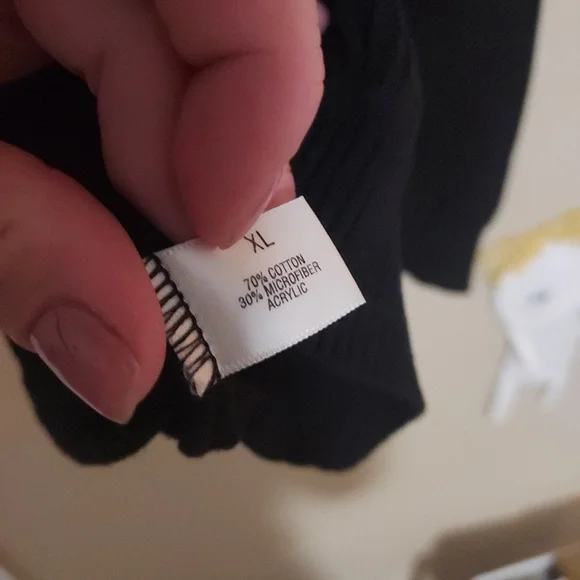 XL
70% COTTON
30% MICROFIBER
ACRYLIC